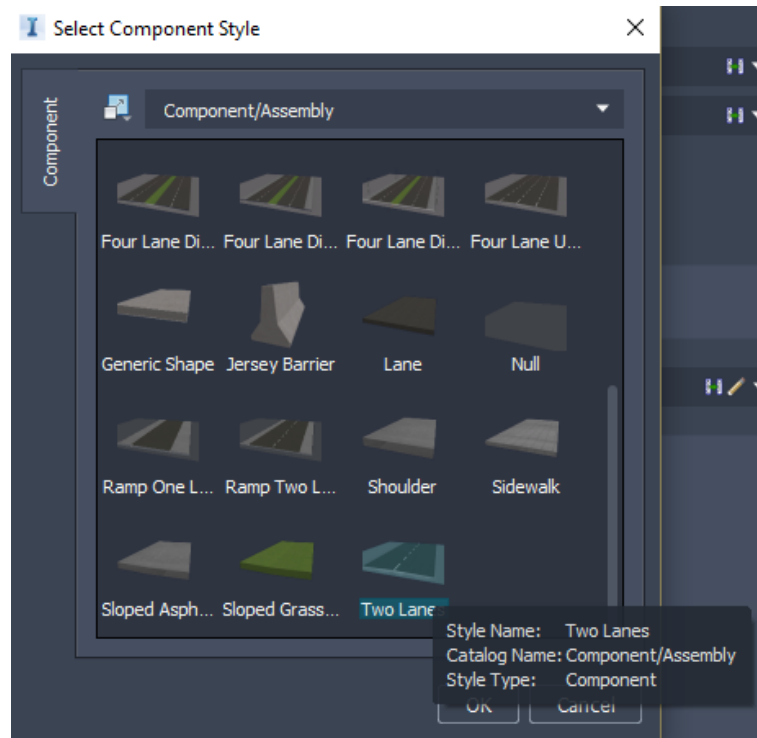 Select Component Style
Component
Component/Assembly
Four Lane Di... Four Lane Di... Four Lane Di... Four Lane U...
Generic Shape Jersey Barrier Lane Null
Ramp One L... Ramp Two L... Shoulder Sidewalk
Sloped Asph... Sloped Grass... Two Lanes
Style Name: Two Lanes
Catalog Name: Component/Assembly
Style Type: Component
OK Cancel